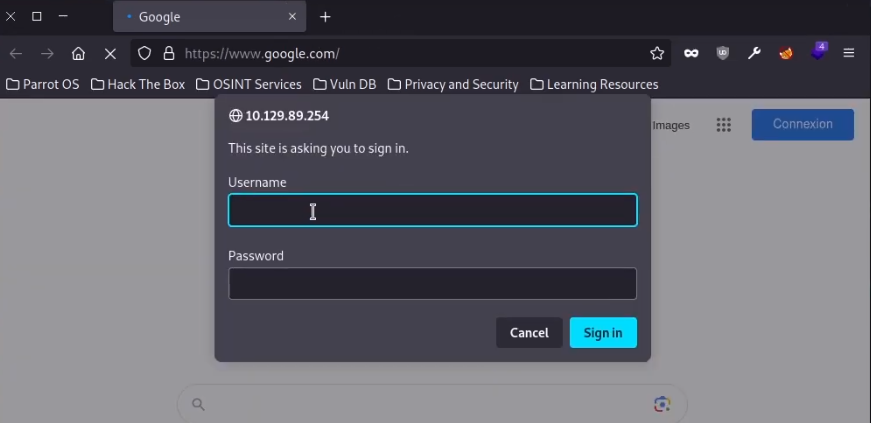 Google
https://www.google.com/
4
Parrot OS Hack The Box OSINT Services Vuln DB Privacy and Security Learning Resources
10.129.89.254
Images
Connexion
This site is asking you to sign in.
Username
Password
Cancel Sign in